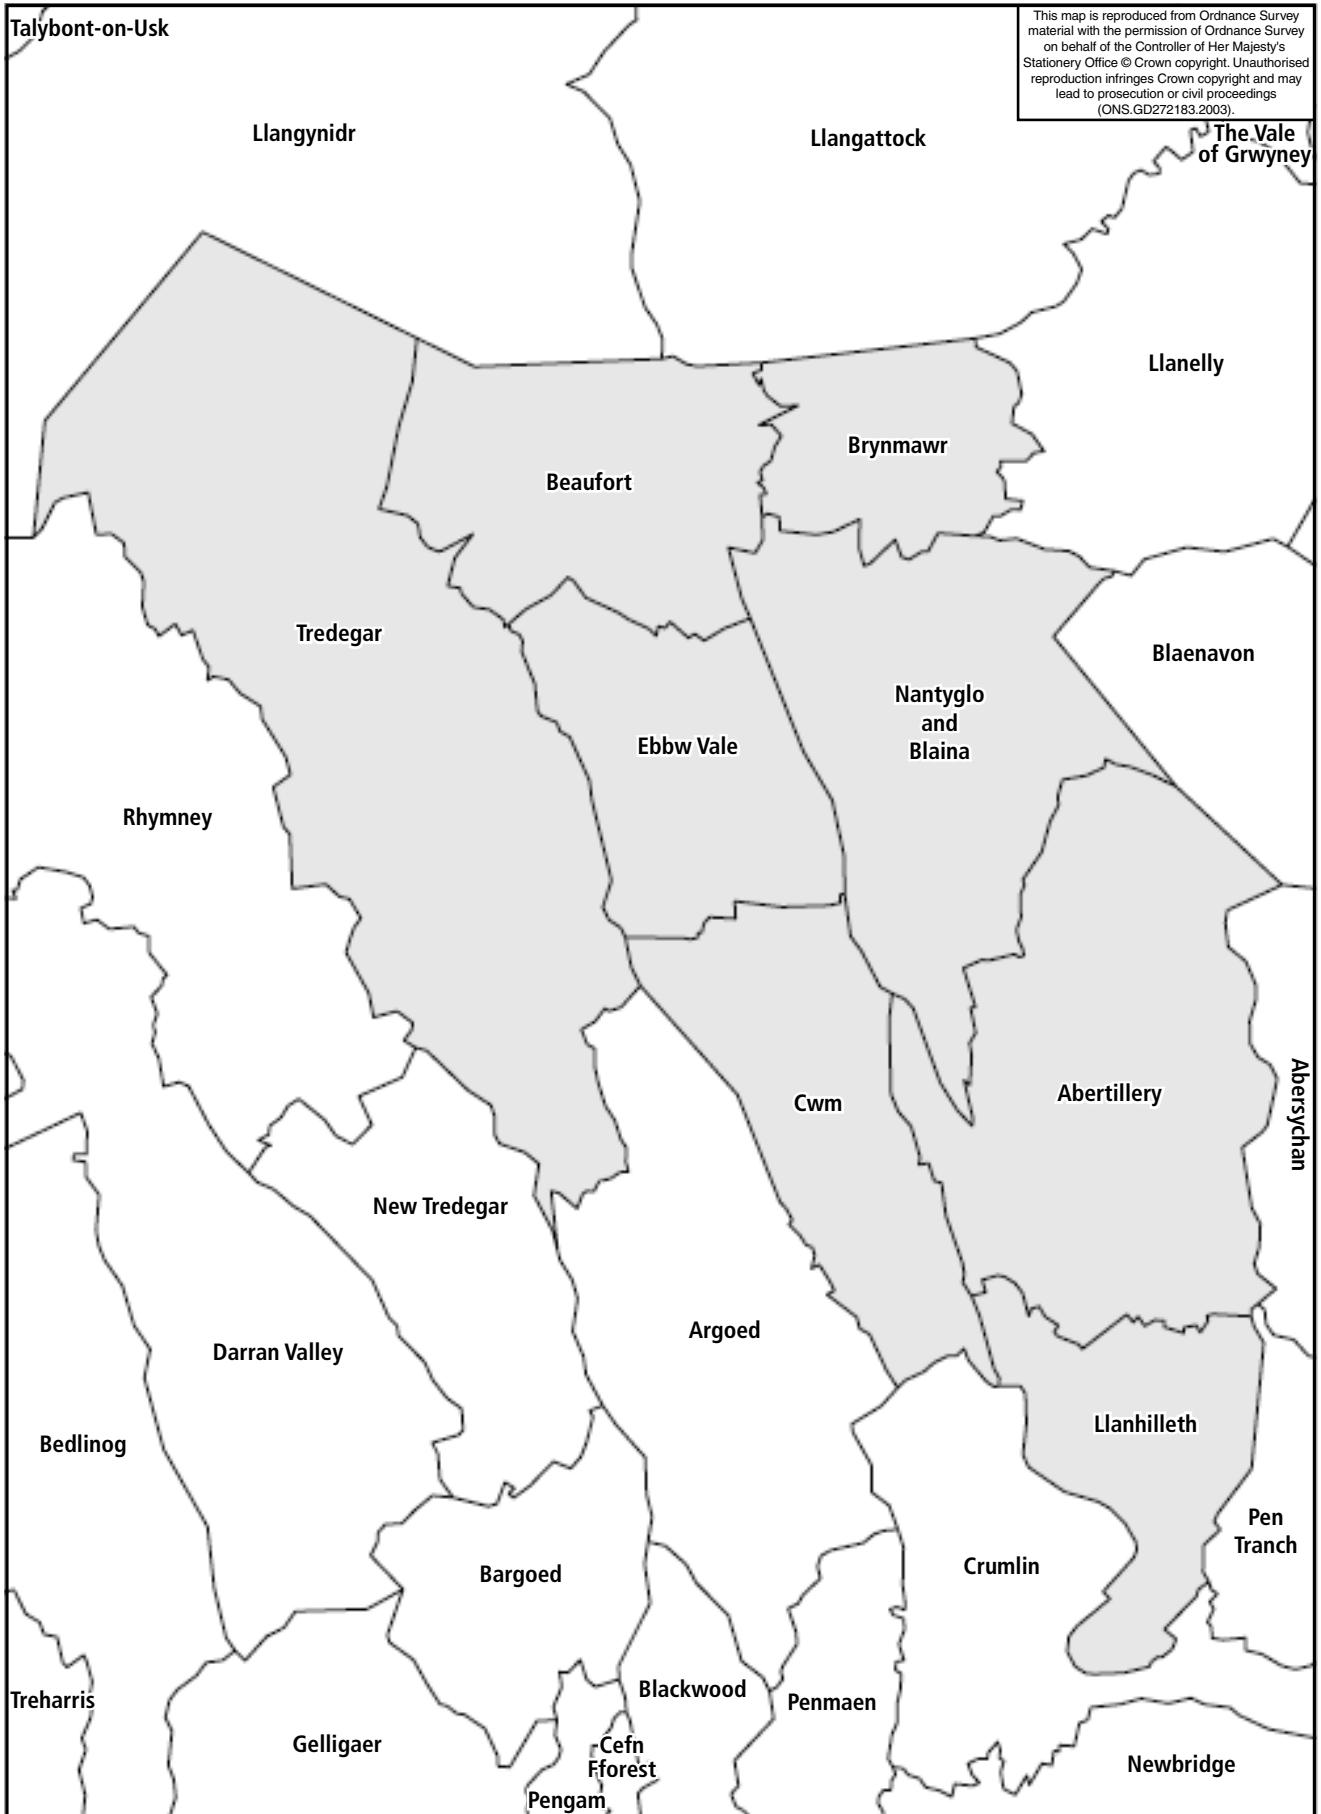 Talybont-on-Usk
This map is reproduced from Ordnance Survey
material with the permission of Ordnance Survey
on behalf of the Controller of Her Majesty's
Stationery Office © Crown copyright. Unauthorised
reproduction infringes Crown copyright and may
lead to prosecution or civil proceedings
(ONS.GD272183.2003).
Llangynidr
Llangattock
The Vale
of Grwyney
Llanelly
Brynmawr
Beaufort
Tredegar
Blaenavon
Nantyglo
and
Blaina
Ebbw Vale
Rhymney
Cwm
Abertillery
Abersychan
New Tredegar
Argoed
Darran Valley
Llanhilleth
Bedlinog
Pen
Tranch
Crumlin
Bargoed
Blackwood
Treharris
Penmaen
Gelligaer
Cefn
Fforest
Newbridge
Pengam